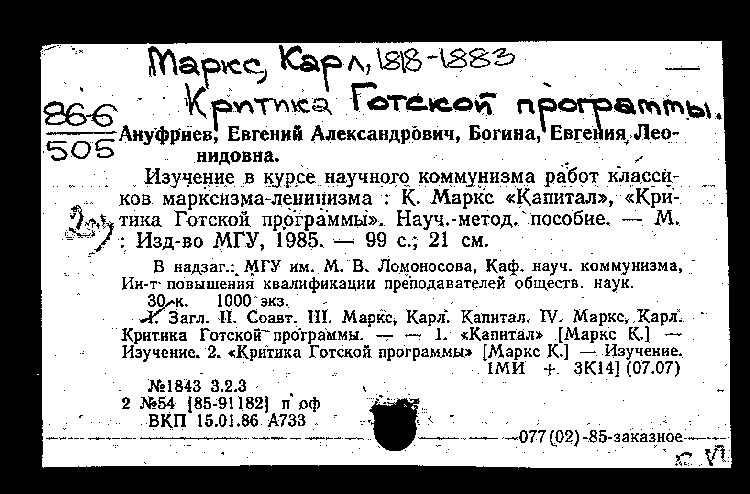 Маркс, Карл, 1818-1883
Критика Готской программы.
86-6
505
Ануфриев, Евгений Александрович, Богина, Евгения Лео-
нидовна.
Изучение в курсе научного коммунизма работ класси-
ков марксизма-ленинизма : К. Маркс «Капитал», «Кри-
тика Готской программы». Науч.-метод. пособие. — М.
: Изд-во МГУ, 1985. — 99 с.; 21 см.
В надзаг.: МГУ им. М. В. Ломоносова, Каф. науч. коммунизма,
Ин-т повышения квалификации преподавателей обществ. наук.
30 к. 1000 экз.
I. Загл. II. Соавт. III. Маркс, Карл. Капитал. IV. Маркс, Карл.
Критика Готской программы. — — 1. «Капитал» [Маркс К.] —
Изучение. 2. «Критика Готской программы» [Маркс К.] — Изучение.
1МИ + 3К14] (07.07)
№1843 3.2.3
2 №54 [85-91182] п оф
ВКП 15.01.86 А733
077(02)-85-заказное